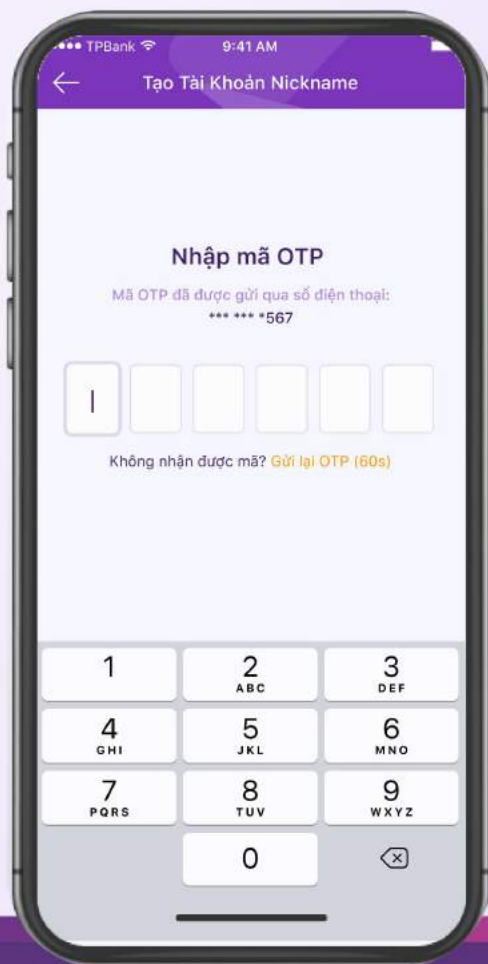 TPBank 9:41 AM
Tạo Tài Khoản Nickname
Nhập mã OTP
Mã OTP đã được gửi qua số điện thoại:
*** *** *567
Không nhận được mã? Gửi lại OTP (60s)
1 2 3
ABC DEF
4 5 6
GHI JKL MNO
7 8 9
PQRS TUV WXYZ
0